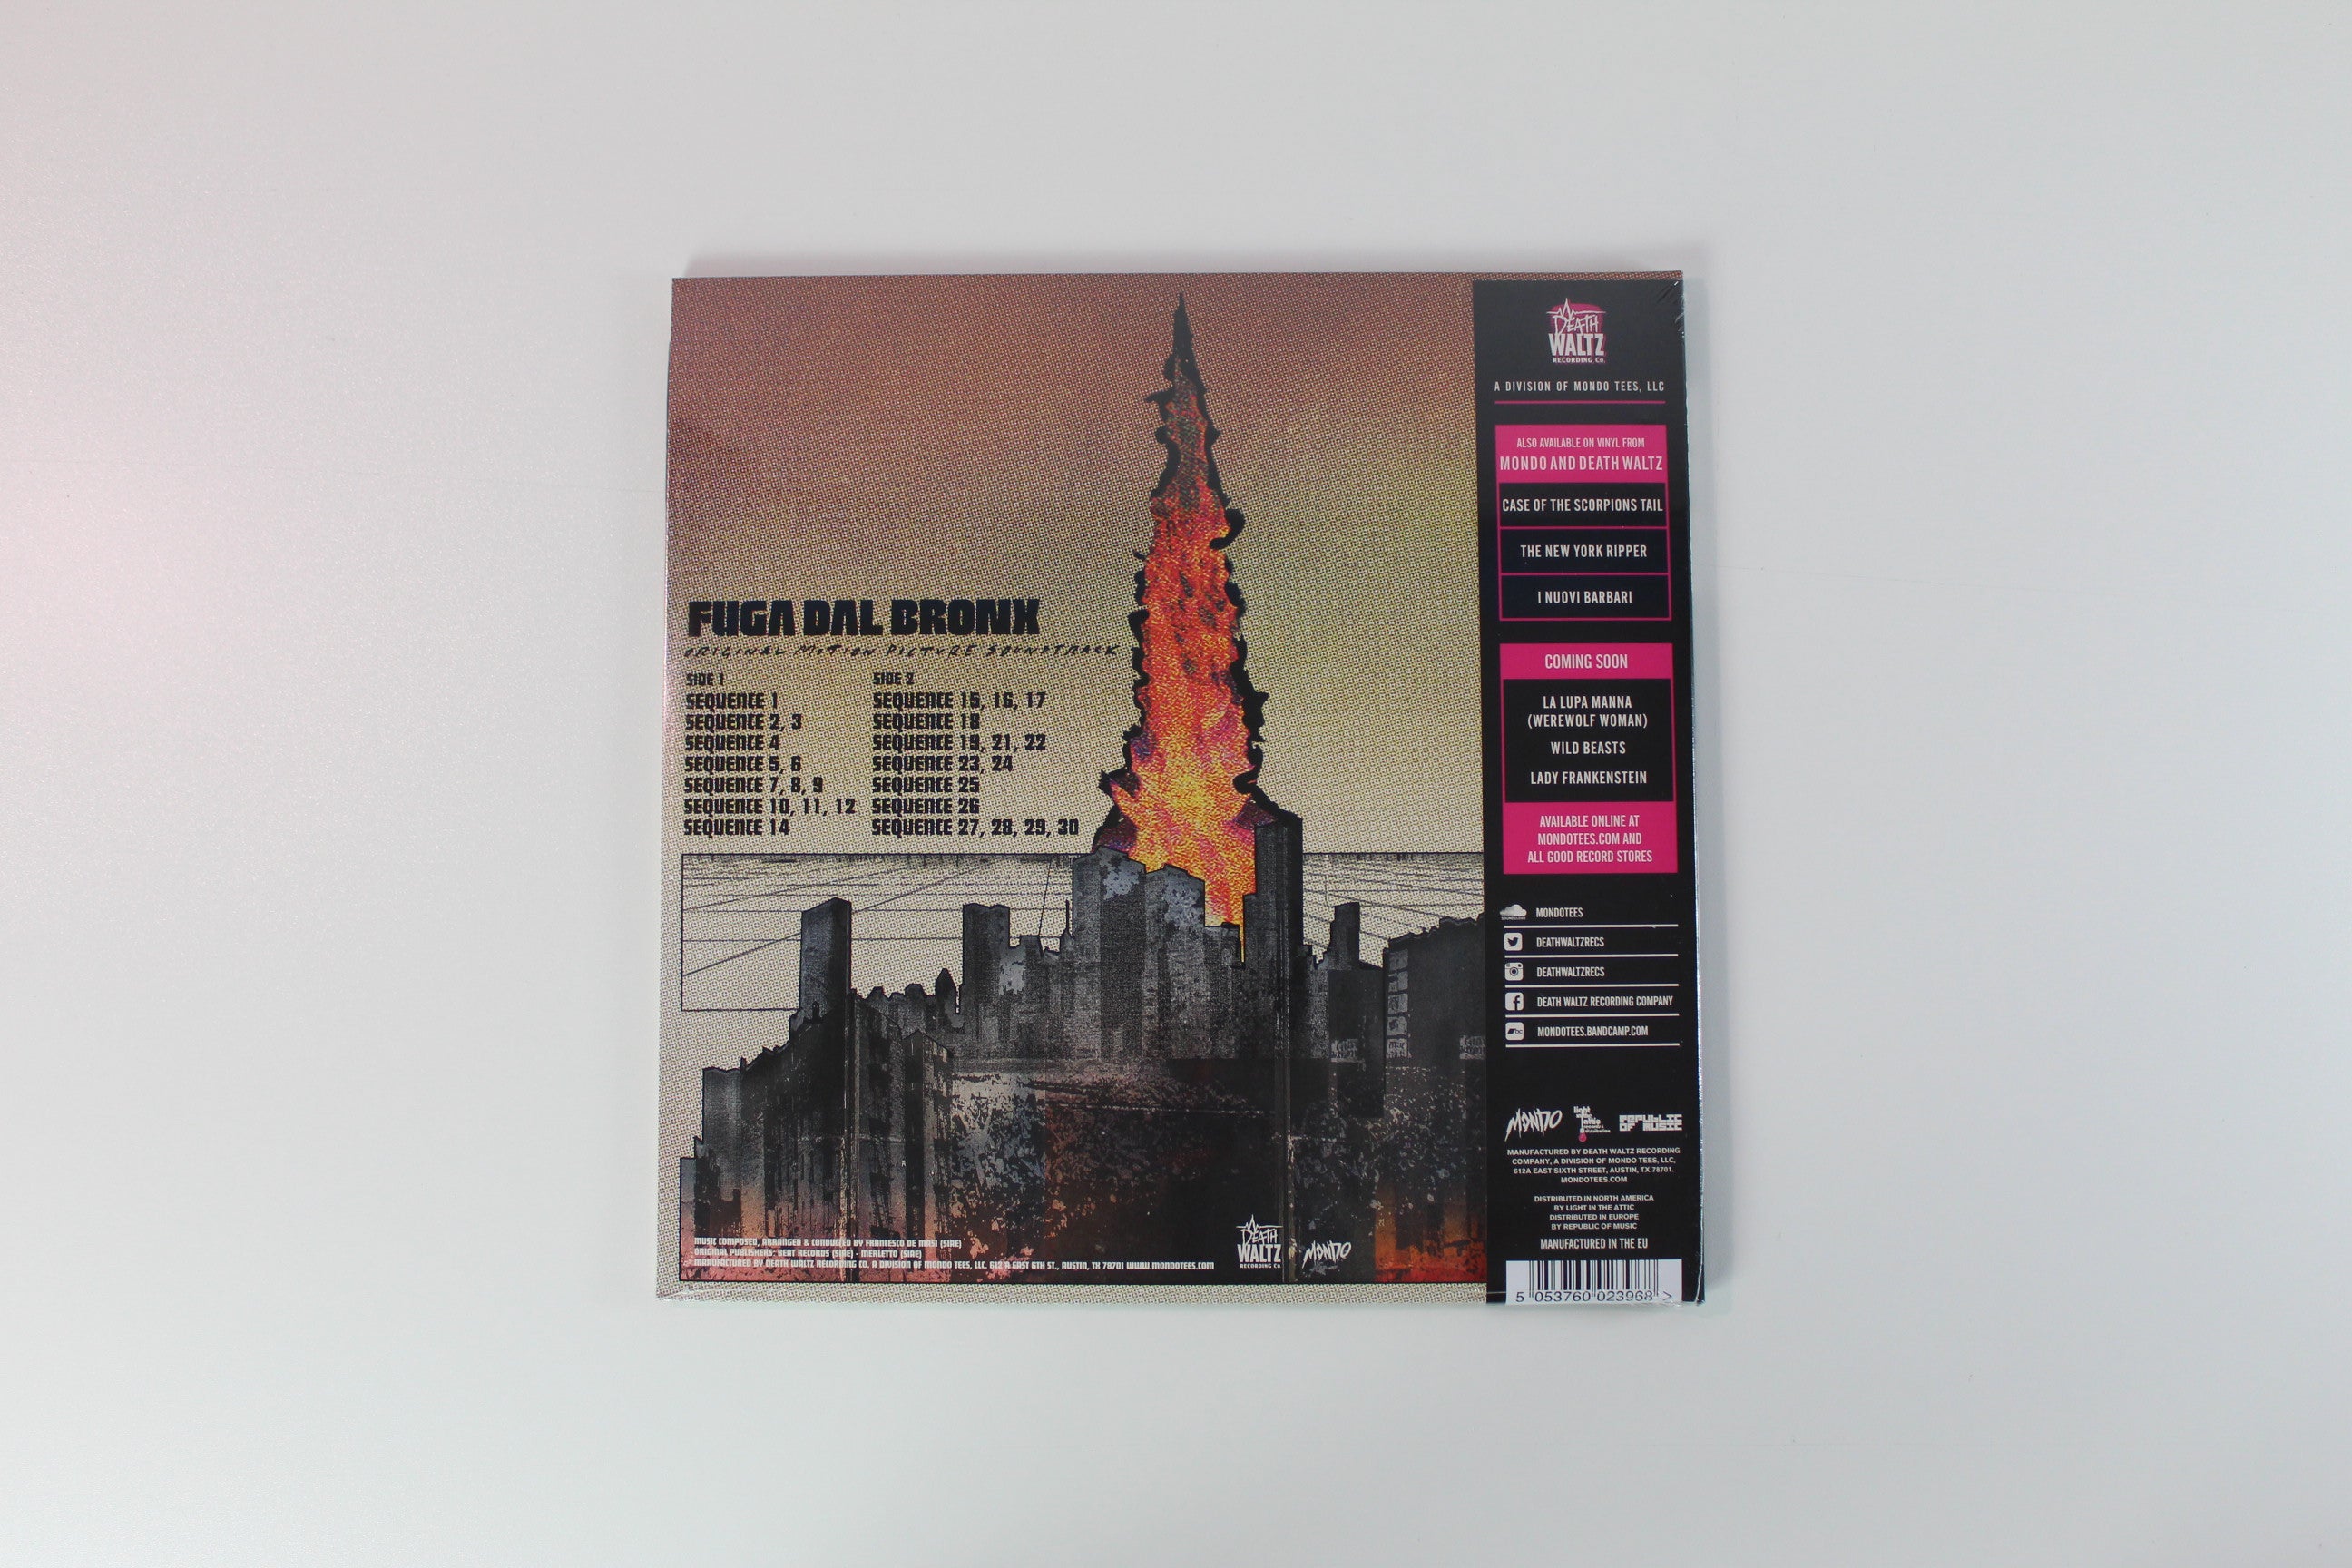 FUGA DAL BRONX
ORIGINAL MOTION PICTURE SOUNDTRACK
SIDE 1
SEQUENCE 1
SEQUENCE 2, 3
SEQUENCE 4
SEQUENCE 5, 6
SEQUENCE 7, 8, 9
SEQUENCE 10, 11, 12
SEQUENCE 14
SIDE 2
SEQUENCE 15, 16, 17
SEQUENCE 18
SEQUENCE 19, 21, 22
SEQUENCE 23, 24
SEQUENCE 25
SEQUENCE 26
SEQUENCE 27, 28, 29, 30
MUSIC COMPOSED, ARRANGED & CONDUCTED BY FRANCESCO DE MASI (SIAE)
ORIGINAL PUBLISHERS: BEAT RECORDS (SIAE) - MERLETTO (SIAE)
MANUFACTURED BY DEATH WALTZ RECORDING CO. A DIVISION OF MONDO TEES, LLC. 612 A EAST 6TH ST., AUSTIN, TX 78701 WWW.MONDOTEES.COM
DEATH
WALTZ
RECORDING Co.
MONDO
DEATH
WALTZ
RECORDING Co.
A DIVISION OF MONDO TEES, LLC
ALSO AVAILABLE ON VINYL FROM
MONDO AND DEATH WALTZ
CASE OF THE SCORPIONS TAIL
THE NEW YORK RIPPER
I NUOVI BARBARI
COMING SOON
LA LUPA MANNA
(WEREWOLF WOMAN)
WILD BEASTS
LADY FRANKENSTEIN
AVAILABLE ONLINE AT
MONDOTEES.COM AND
ALL GOOD RECORD STORES
MONDOTEES
DEATHWALTZRECS
DEATHWALTZRECS
DEATH WALTZ RECORDING COMPANY
MONDOTEES.BANDCAMP.COM
MONDO
light
in the
attic
REPUBLIC
OF MUSIC
MANUFACTURED BY DEATH WALTZ RECORDING
COMPANY, A DIVISION OF MONDO TEES, LLC,
612A EAST SIXTH STREET, AUSTIN, TX 78701.
MONDOTEES.COM
DISTRIBUTED IN NORTH AMERICA
BY LIGHT IN THE ATTIC
DISTRIBUTED IN EUROPE
BY REPUBLIC OF MUSIC
MANUFACTURED IN THE EU
5 053760 023968 >